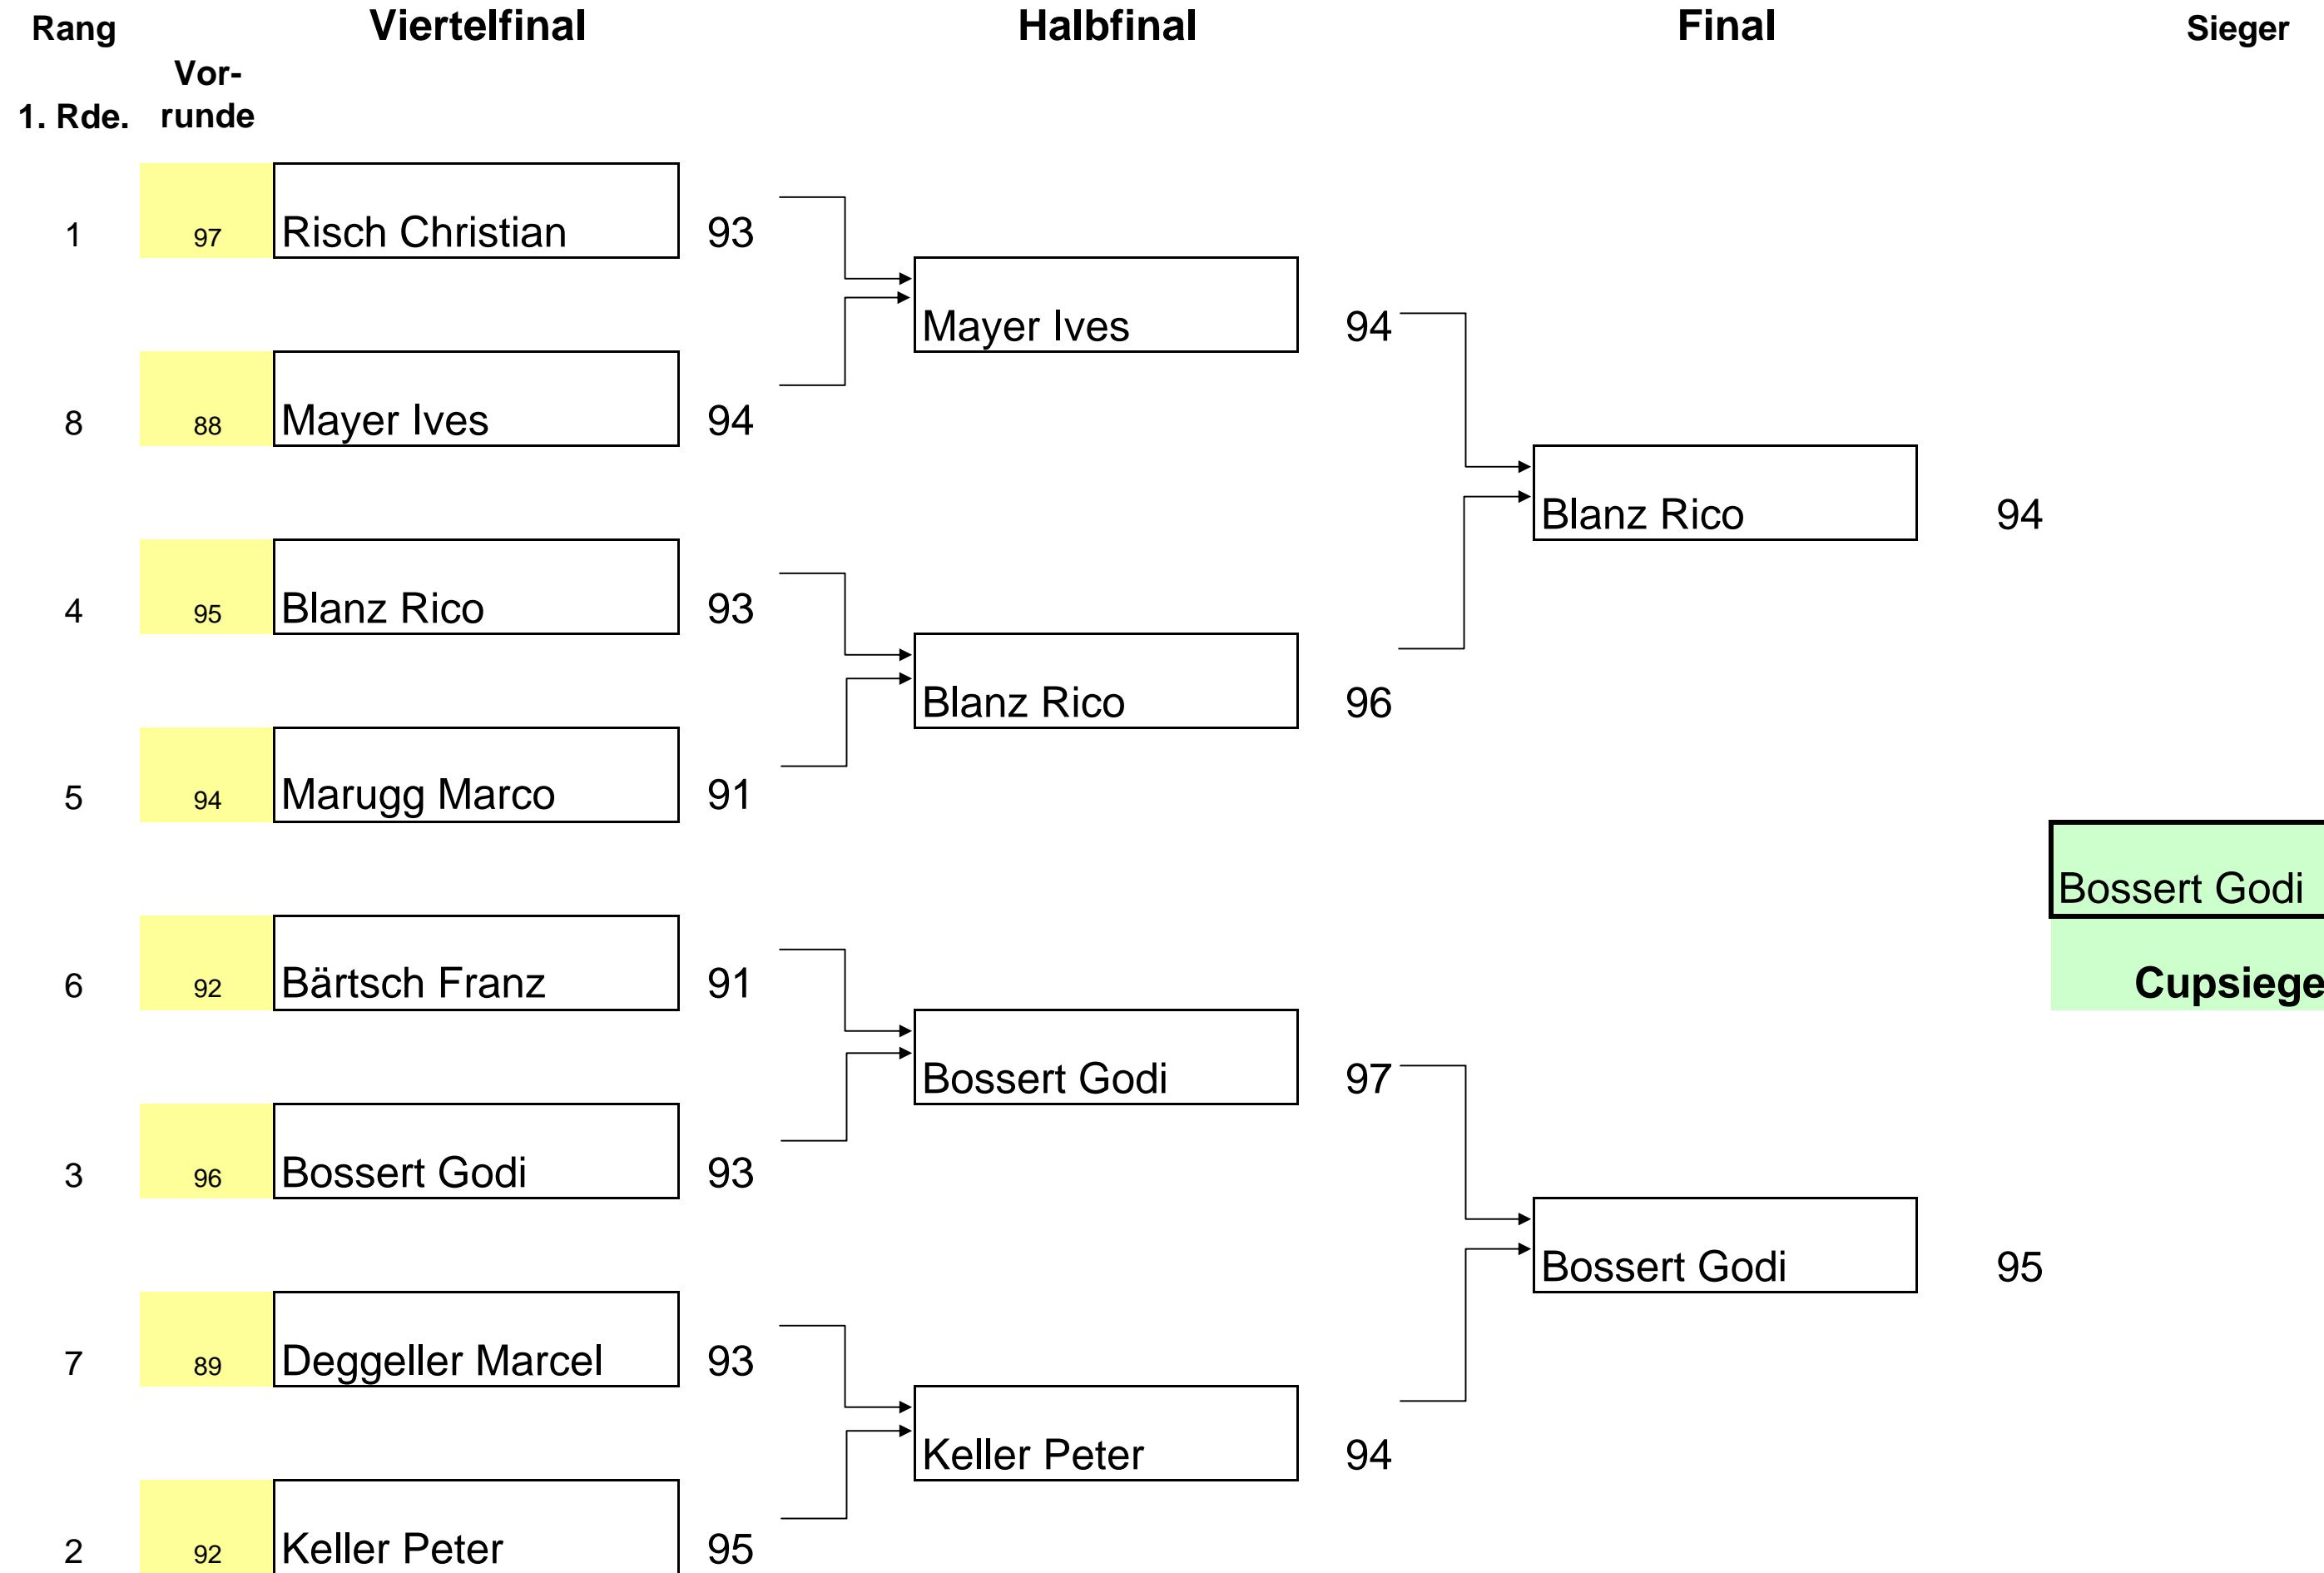 Rang Viertelfinal Halbfinal Final Sieger
Vor-
1. Rde. runde
1 97 Risch Christian 93
Mayer Ives 94
8 88 Mayer Ives 94
Blanz Rico 94
4 95 Blanz Rico 93
Blanz Rico 96
5 94 Marugg Marco 91
Bossert Godi
6 92 Bärtsch Franz 91 Cupsiege
Bossert Godi 97
3 96 Bossert Godi 93
Bossert Godi 95
7 89 Deggeller Marcel 93
Keller Peter 94
2 92 Keller Peter 95